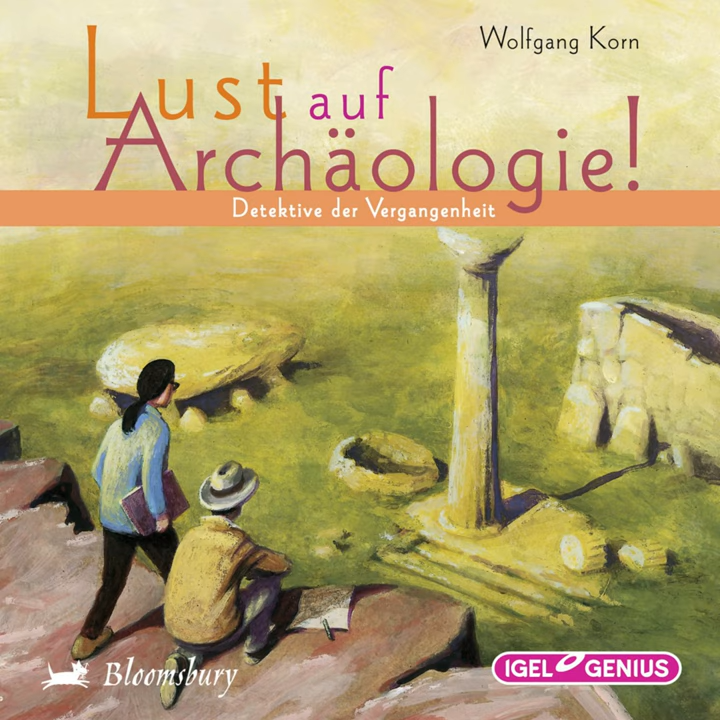 Wolfgang Korn
Lust auf
Archäologie!
Detektive der Vergangenheit
Bloomsbury
IGEL GENIUS